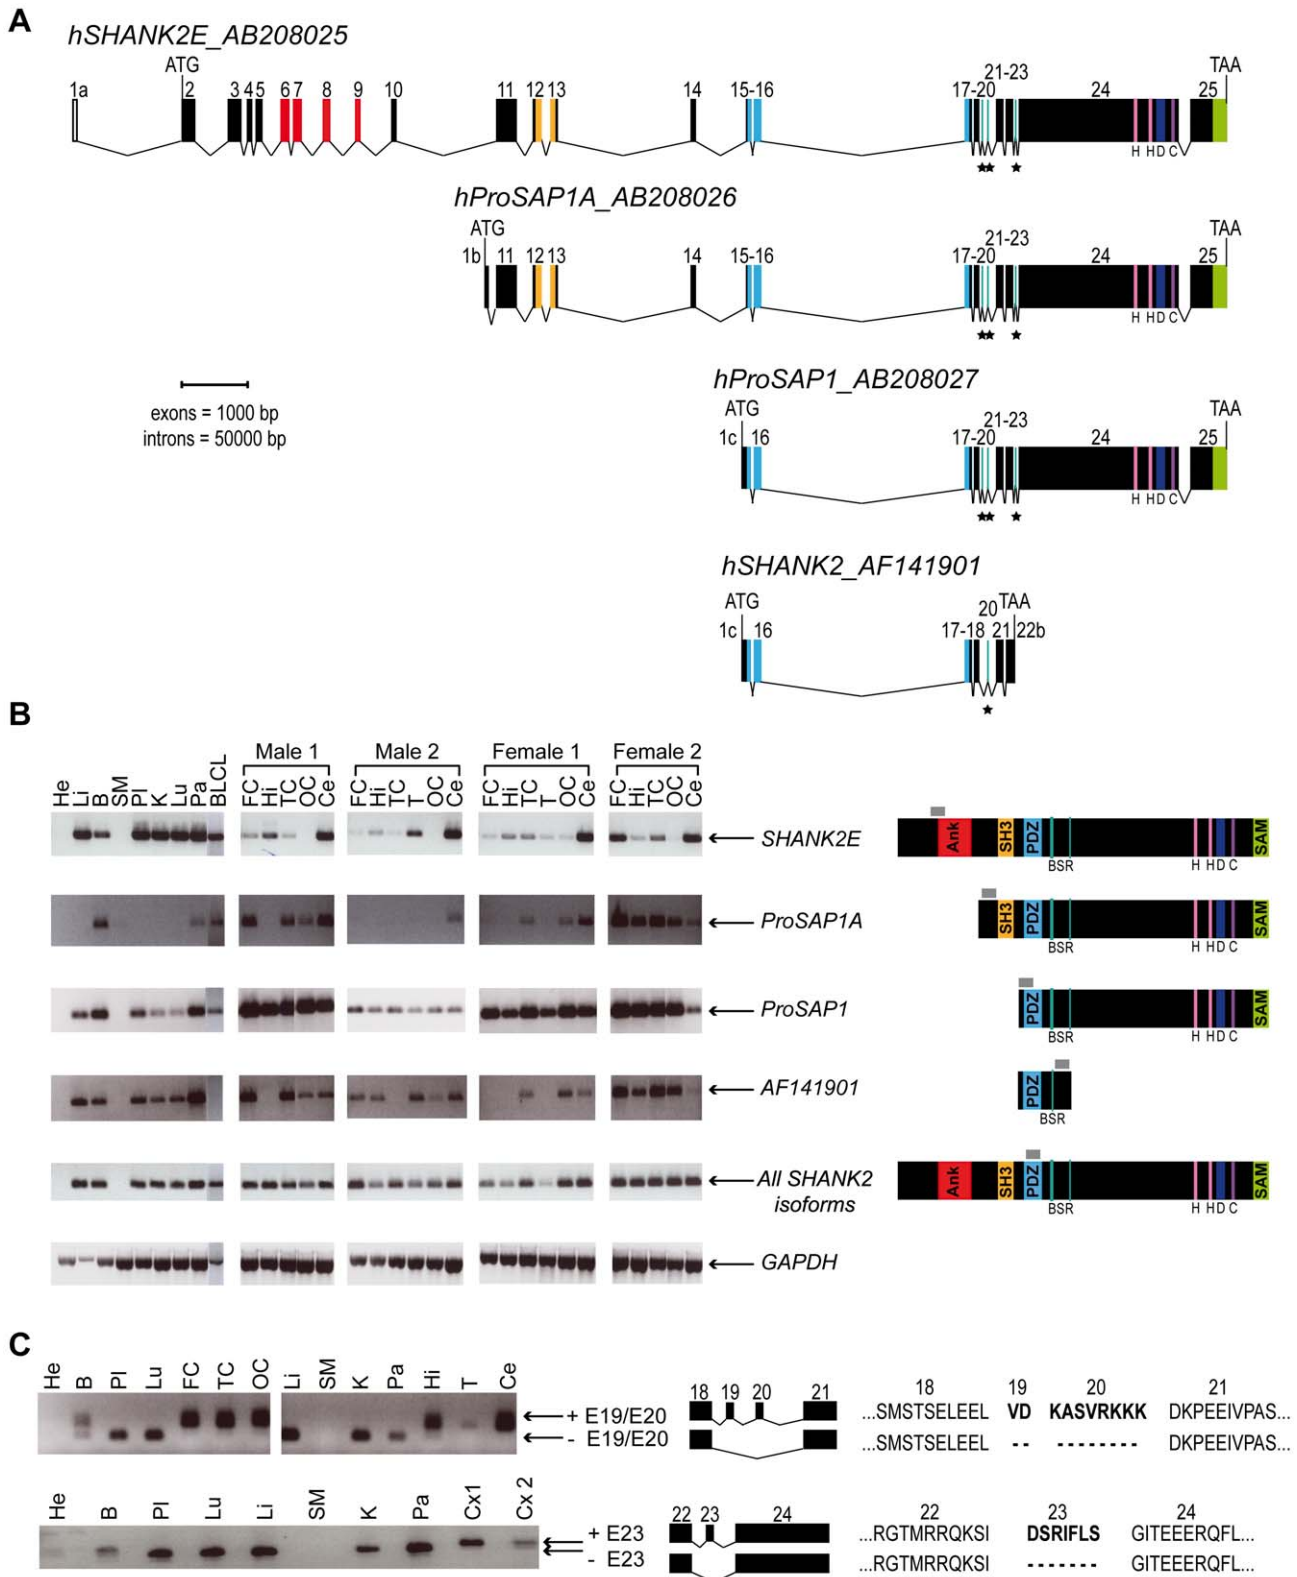 A
hSHANK2E_AB208025
ATG
TAA
1a 2 3 4 5 6 7 8 9 10 11 12 13 14 15-16 17-20 21-23 24 25
H H D C
hProSAP1A_AB208026
ATG
TAA
1b 11 12 13 14 15-16 17-20 21-23 24 25
H H D C
exons = 1000 bp
introns = 50000 bp
hProSAP1_AB208027
ATG
TAA
1c 16 17-20 21-23 24 25
H H D C
hSHANK2_AF141901
ATG
20 TAA
1c 16 17-18 21 22b
B
Male 1 Male 2 Female 1 Female 2
He Li B SM Pl K Lu Pa BLCL FC Hi TC OC Ce FC Hi TC T OC Ce FC Hi TC T OC Ce FC Hi TC OC Ce
SHANK2E
Ank SH3 PDZ SAM
BSR H H D C
ProSAP1A
SH3 PDZ SAM
BSR H H D C
ProSAP1
PDZ SAM
BSR H H D C
AF141901
PDZ
BSR
All SHANK2
isoforms
Ank SH3 PDZ SAM
BSR H H D C
GAPDH
C
He B Pl Lu FC TC OC Li SM K Pa Hi T Ce
+ E19/E20
- E19/E20
18 19 20 21
18 19 20 21
...SMSTSELEEL VD KASVRKKK DKPEEIVPAS...
...SMSTSELEEL -- -------- DKPEEIVPAS...
He B Pl Lu Li SM K Pa Cx1 Cx 2
+ E23
- E23
22 23 24
22 23 24
...RGTMRRQKSI DSRIFLS GITEEERQFL...
...RGTMRRQKSI ------- GITEEERQFL...